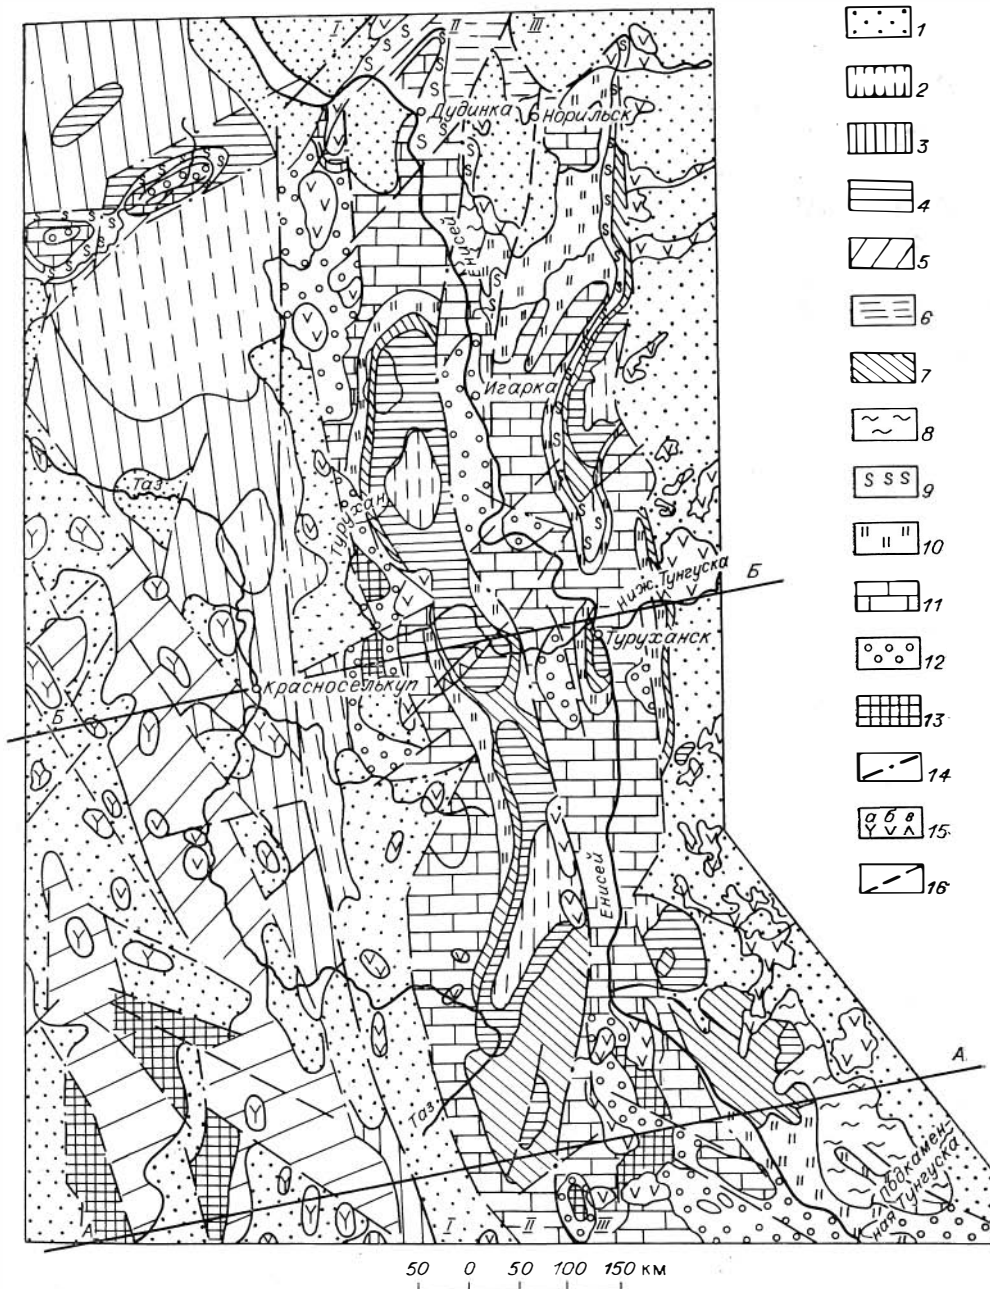 I II III
Дудинка
Норильск
Енисей
Игарка
Таз
Турухан
ниж. Тунгуска
Б
Туруханск
Красноселькуп
Б
Енисей
А
Таз
Подкамен-
ная Тунгуска
А
I II III
50 0 50 100 150 км
1
2
3
4
5
6
7
8
9
10
11
12
13
14
а б в
15
16